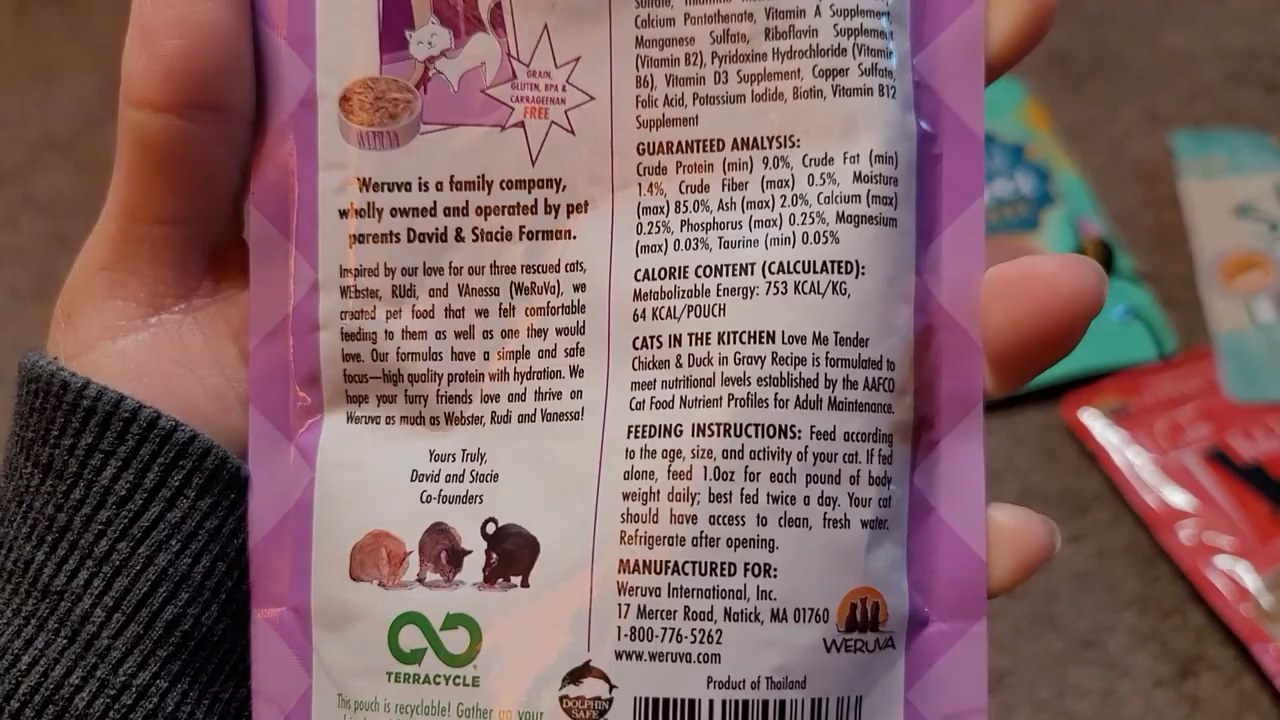 GRAIN,
GLUTEN, BPA &
CARRAGEENAN
FREE
WERUVA
Weruva is a family company,
wholly owned and operated by pet
parents David & Stacie Forman.
Inspired by our love for our three rescued cats,
WEbster, RUdi, and VAnessa (WeRuVa), we
created pet food that we felt comfortable
feeding to them as well as one they would
love. Our formulas have a simple and safe
focus—high quality protein with hydration. We
hope your furry friends love and thrive on
Weruva as much as Webster, Rudi and Vanessa!
Yours Truly,
David and Stacie
Co-founders
TERRACYCLE
This pouch is recyclable! Gather up your
DOLPHIN
SAFE
Calcium Pantothenate, Vitamin A Supplement,
Manganese Sulfate, Riboflavin Supplement
(Vitamin B2), Pyridoxine Hydrochloride (Vitamin
B6), Vitamin D3 Supplement, Copper Sulfate,
Folic Acid, Potassium Iodide, Biotin, Vitamin B12
Supplement
GUARANTEED ANALYSIS:
Crude Protein (min) 9.0%, Crude Fat (min)
1.4%, Crude Fiber (max) 0.5%, Moisture
(max) 85.0%, Ash (max) 2.0%, Calcium (max)
0.25%, Phosphorus (max) 0.25%, Magnesium
(max) 0.03%, Taurine (min) 0.05%
CALORIE CONTENT (CALCULATED):
Metabolizable Energy: 753 KCAL/KG,
64 KCAL/POUCH
CATS IN THE KITCHEN Love Me Tender
Chicken & Duck in Gravy Recipe is formulated to
meet nutritional levels established by the AAFCO
Cat Food Nutrient Profiles for Adult Maintenance.
FEEDING INSTRUCTIONS: Feed according
to the age, size, and activity of your cat. If fed
alone, feed 1.0oz for each pound of body
weight daily; best fed twice a day. Your cat
should have access to clean, fresh water.
Refrigerate after opening.
MANUFACTURED FOR:
Weruva International, Inc.
17 Mercer Road, Natick, MA 01760
1-800-776-5262
www.weruva.com
WERUVA
Product of Thailand